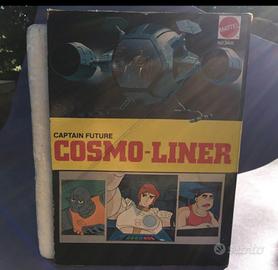 MATTEL
CAPTAIN FUTURE
COSMO-LINER
subito